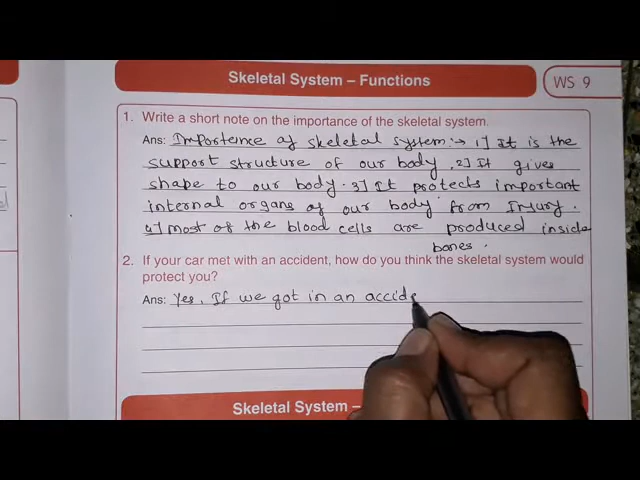 Skeletal System – Functions
WS 9
1. Write a short note on the importance of the skeletal system.
Ans: Importence of skeletal system :→ 1] It is the
support structure of our body. 2] It gives
shape to our body. 3] It protects important
internal organs of our body from Injury.
4] most of the blood cells are produced inside
bones.
2. If your car met with an accident, how do you think the skeletal system would
protect you?
Ans: Yes, If we got in an accide
Skeletal System –